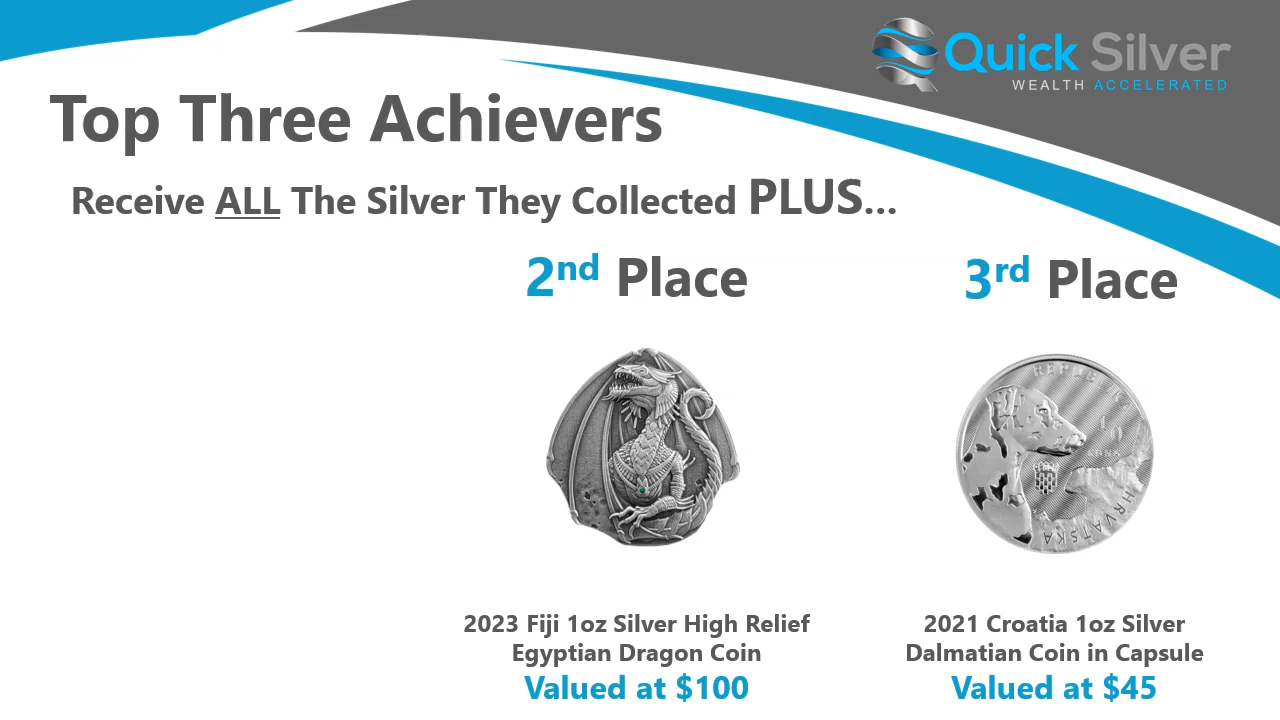 Quick Silver
WEALTH ACCELERATED
Top Three Achievers
Receive ALL The Silver They Collected PLUS...
2nd Place
3rd Place
HRVATSKA
2023 Fiji 1oz Silver High Relief
Egyptian Dragon Coin
Valued at $100
2021 Croatia 1oz Silver
Dalmatian Coin in Capsule
Valued at $45